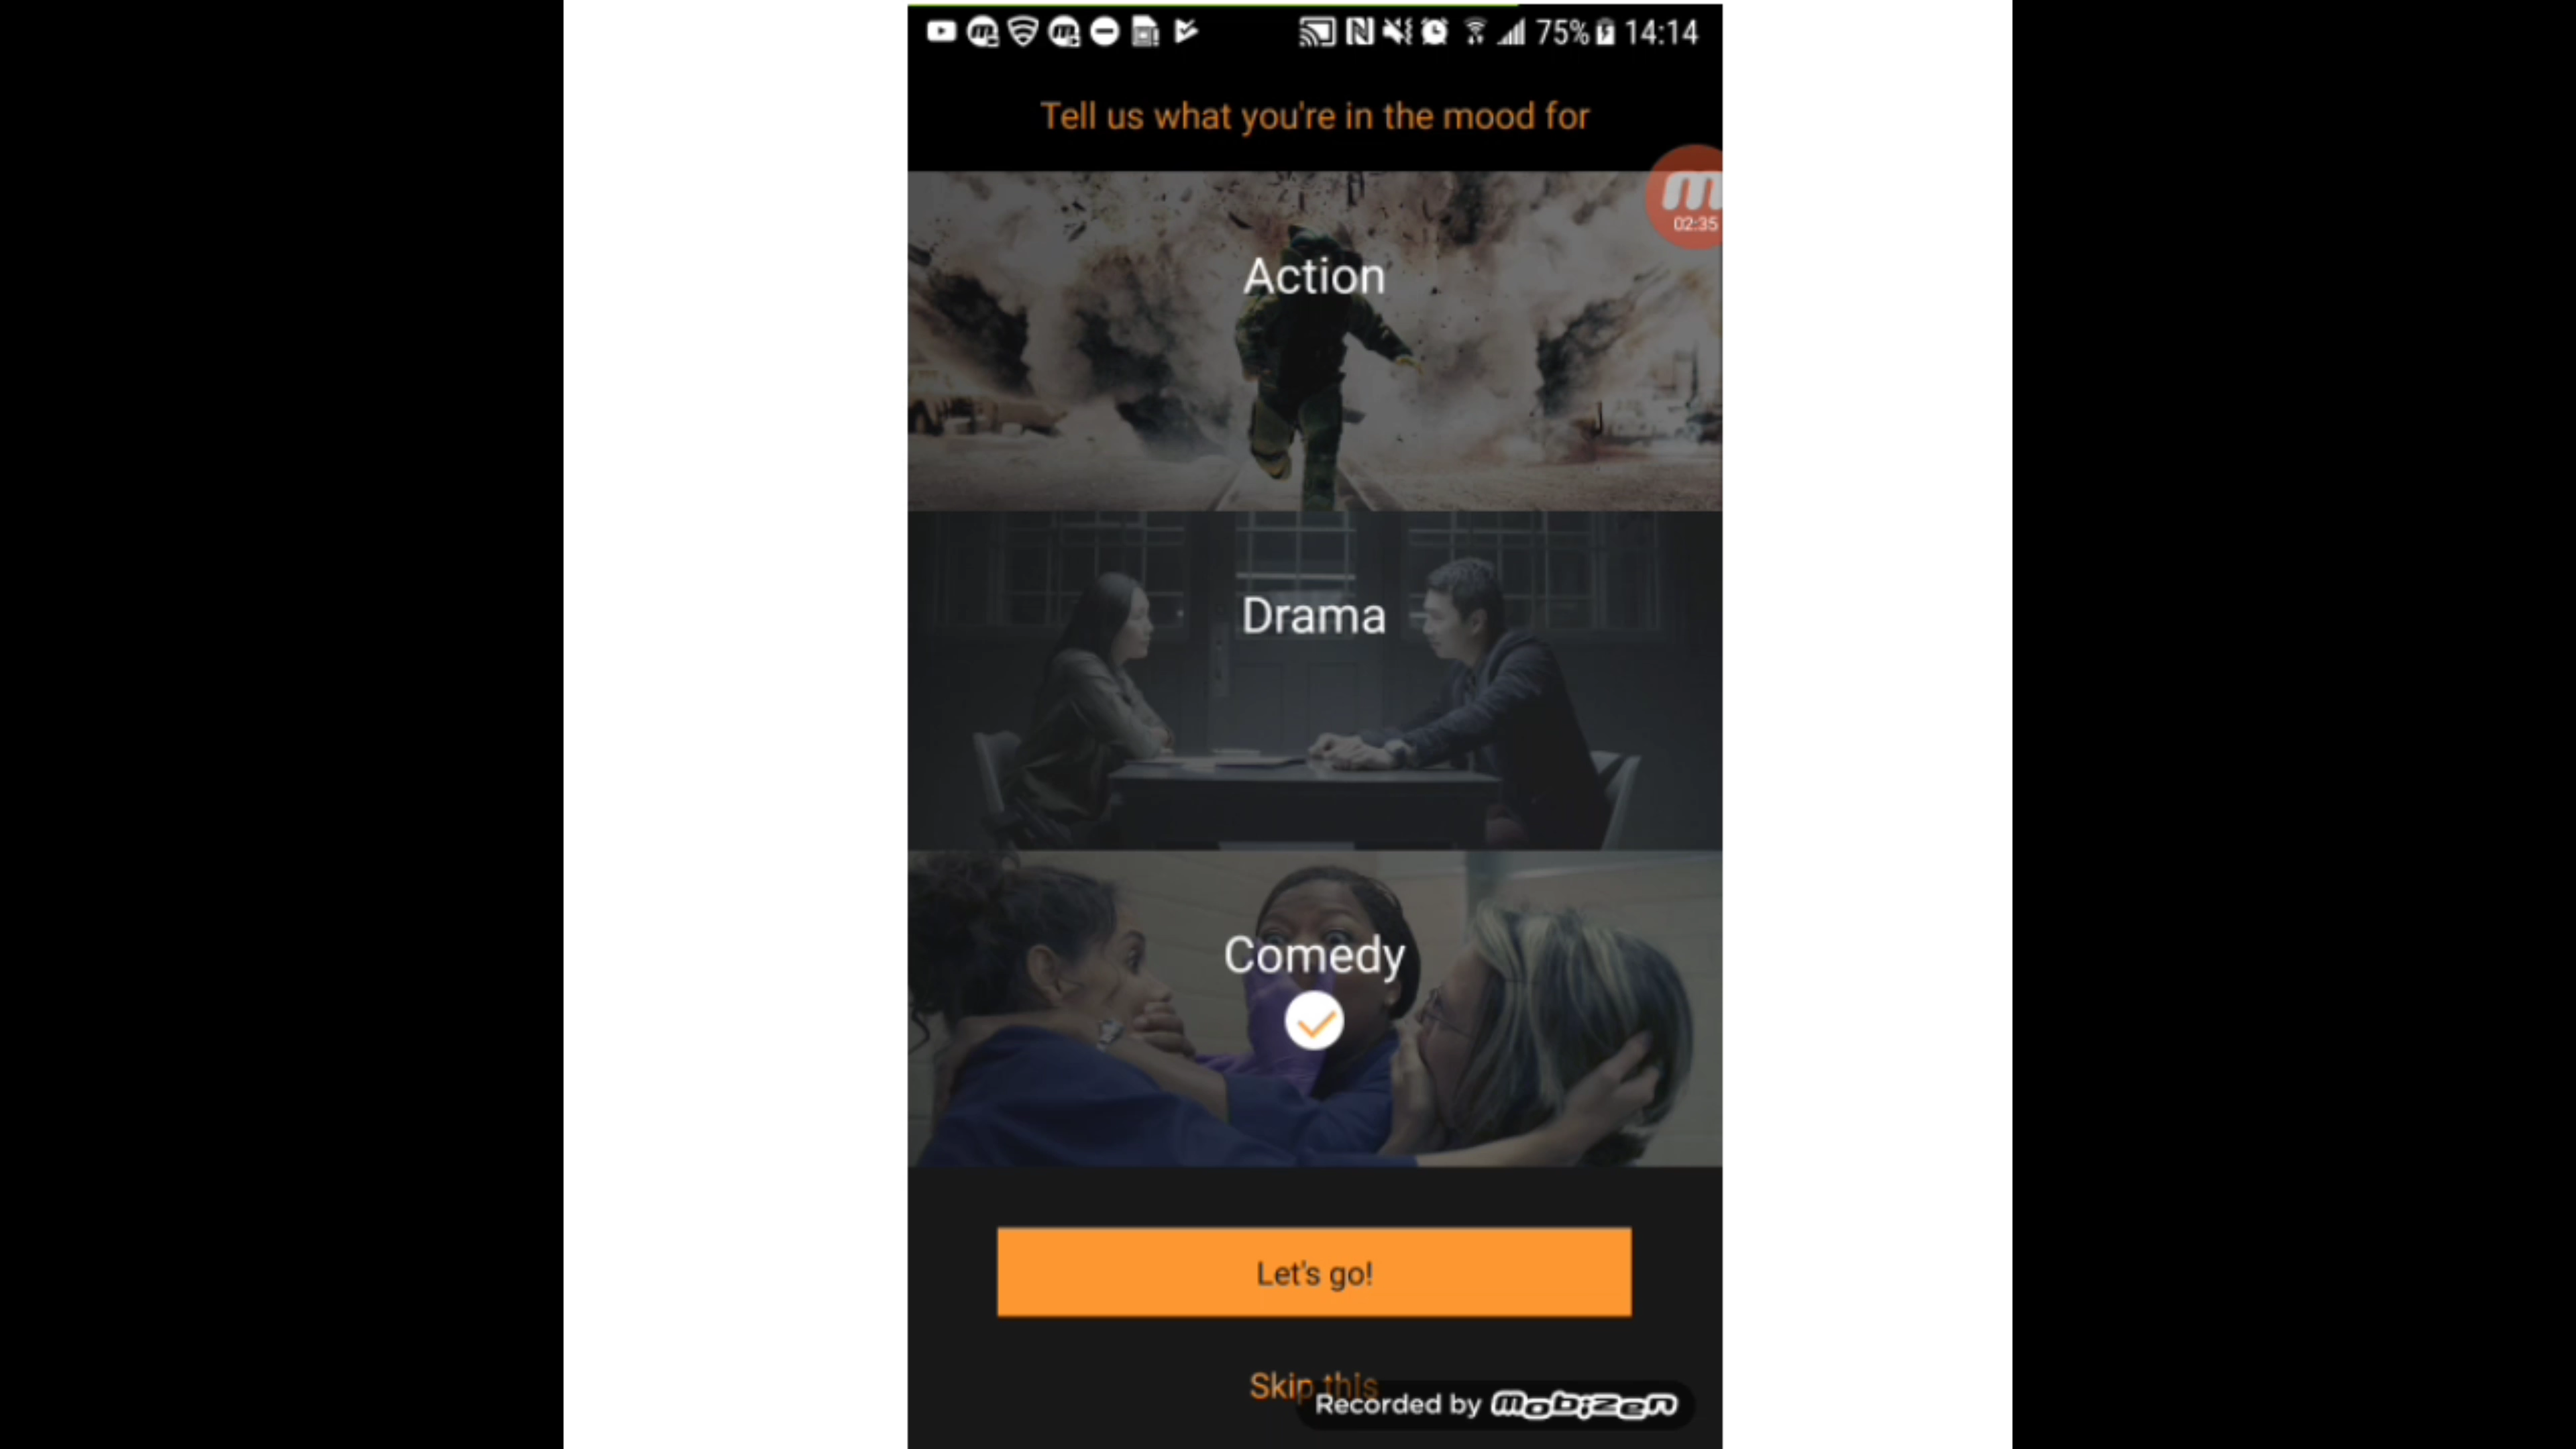 75% 14:14
Tell us what you're in the mood for
02:35
Action
Drama
Comedy
Let's go!
Skip this
Recorded by mobizen